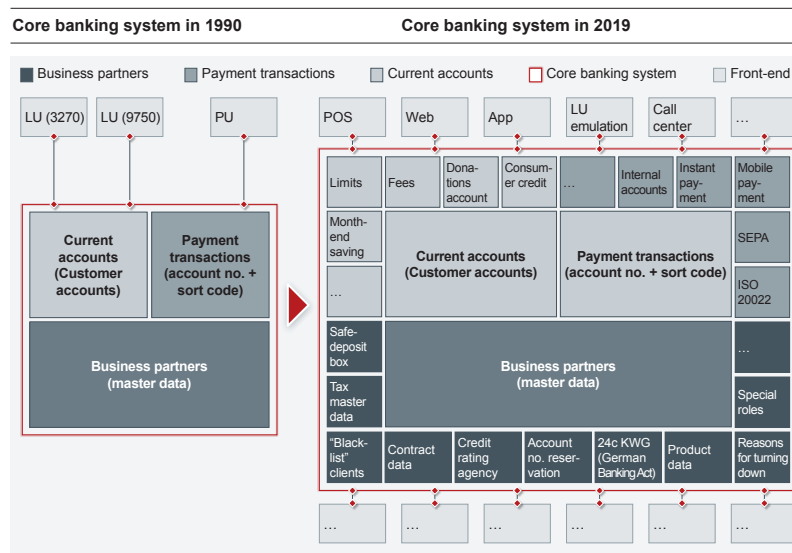 Core banking system in 1990
Core banking system in 2019
Business partners
Payment transactions
Current accounts
Core banking system
Front-end
LU (3270)
LU (9750)
PU
Current
accounts
(Customer
accounts)
Payment
transactions
(account no. +
sort code)
Business partners
(master data)
POS
Web
App
LU
emulation
Call
center
…
Limits
Fees
Dona-
tions
account
Consum-
er credit
…
Internal
accounts
Instant
pay-
ment
Mobile
pay-
ment
Month-
end
saving
…
Current accounts
(Customer accounts)
Payment transactions
(account no. + sort code)
SEPA
ISO
20022
Safe-
deposit
box
Tax
master
data
Business partners
(master data)
…
Special
roles
"Black-
list"
clients
Contract
data
Credit
rating
agency
Account
no. reser-
vation
24c KWG
(German
Banking Act)
Product
data
Reasons
for turning
down
…
…
…
…
…
…